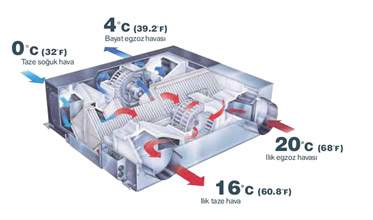 4°C (39.2°F)
Bayat egzoz havası
0°C (32°F)
Taze soğuk hava
20°C (68°F)
Ilık egzoz havası
16°C (60.8°F)
Ilık taze hava